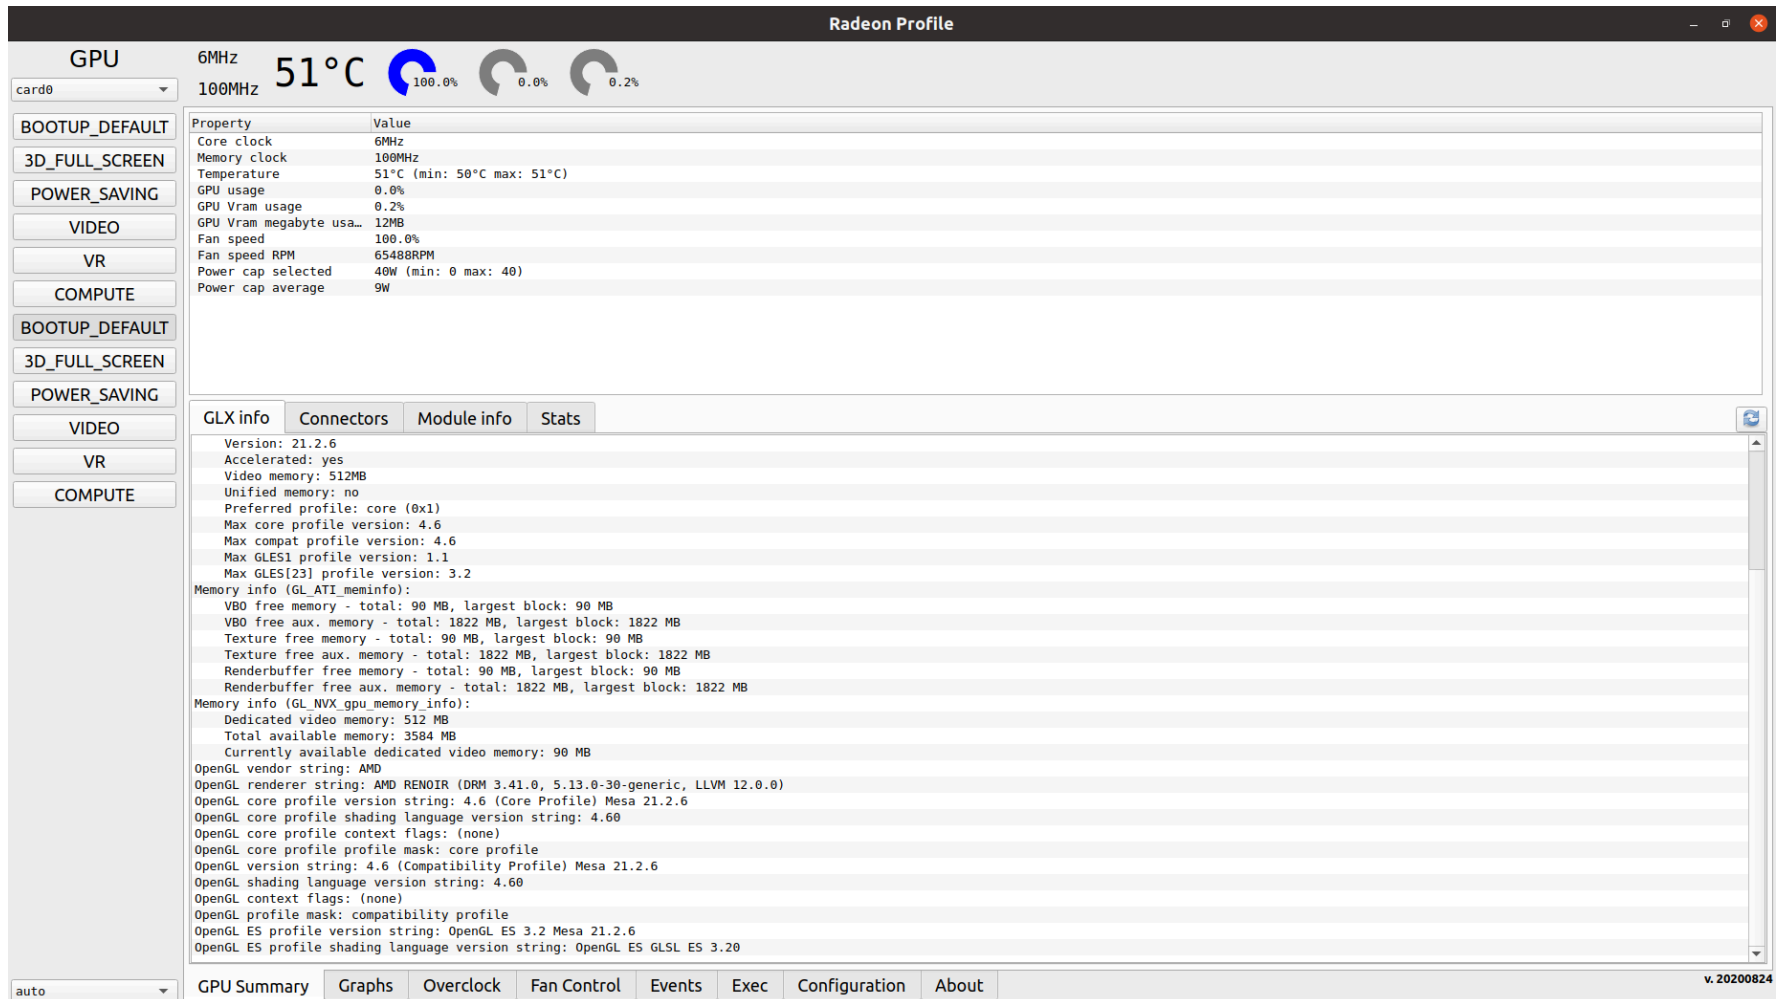 Radeon Profile
GPU
card0
BOOTUP_DEFAULT
3D_FULL_SCREEN
POWER_SAVING
VIDEO
VR
COMPUTE
BOOTUP_DEFAULT
3D_FULL_SCREEN
POWER_SAVING
VIDEO
VR
COMPUTE
auto
6MHz
100MHz
51°C
100.0%
0.0%
0.2%
Property Value
Core clock 6MHz
Memory clock 100MHz
Temperature 51°C (min: 50°C max: 51°C)
GPU usage 0.0%
GPU Vram usage 0.2%
GPU Vram megabyte usa… 12MB
Fan speed 100.0%
Fan speed RPM 65488RPM
Power cap selected 40W (min: 0 max: 40)
Power cap average 9W
GLX info Connectors Module info Stats
Version: 21.2.6
Accelerated: yes
Video memory: 512MB
Unified memory: no
Preferred profile: core (0x1)
Max core profile version: 4.6
Max compat profile version: 4.6
Max GLES1 profile version: 1.1
Max GLES[23] profile version: 3.2
Memory info (GL_ATI_meminfo):
VBO free memory - total: 90 MB, largest block: 90 MB
VBO free aux. memory - total: 1822 MB, largest block: 1822 MB
Texture free memory - total: 90 MB, largest block: 90 MB
Texture free aux. memory - total: 1822 MB, largest block: 1822 MB
Renderbuffer free memory - total: 90 MB, largest block: 90 MB
Renderbuffer free aux. memory - total: 1822 MB, largest block: 1822 MB
Memory info (GL_NVX_gpu_memory_info):
Dedicated video memory: 512 MB
Total available memory: 3584 MB
Currently available dedicated video memory: 90 MB
OpenGL vendor string: AMD
OpenGL renderer string: AMD RENOIR (DRM 3.41.0, 5.13.0-30-generic, LLVM 12.0.0)
OpenGL core profile version string: 4.6 (Core Profile) Mesa 21.2.6
OpenGL core profile shading language version string: 4.60
OpenGL core profile context flags: (none)
OpenGL core profile profile mask: core profile
OpenGL version string: 4.6 (Compatibility Profile) Mesa 21.2.6
OpenGL shading language version string: 4.60
OpenGL context flags: (none)
OpenGL profile mask: compatibility profile
OpenGL ES profile version string: OpenGL ES 3.2 Mesa 21.2.6
OpenGL ES profile shading language version string: OpenGL ES GLSL ES 3.20
GPU Summary Graphs Overclock Fan Control Events Exec Configuration About
v. 20200824